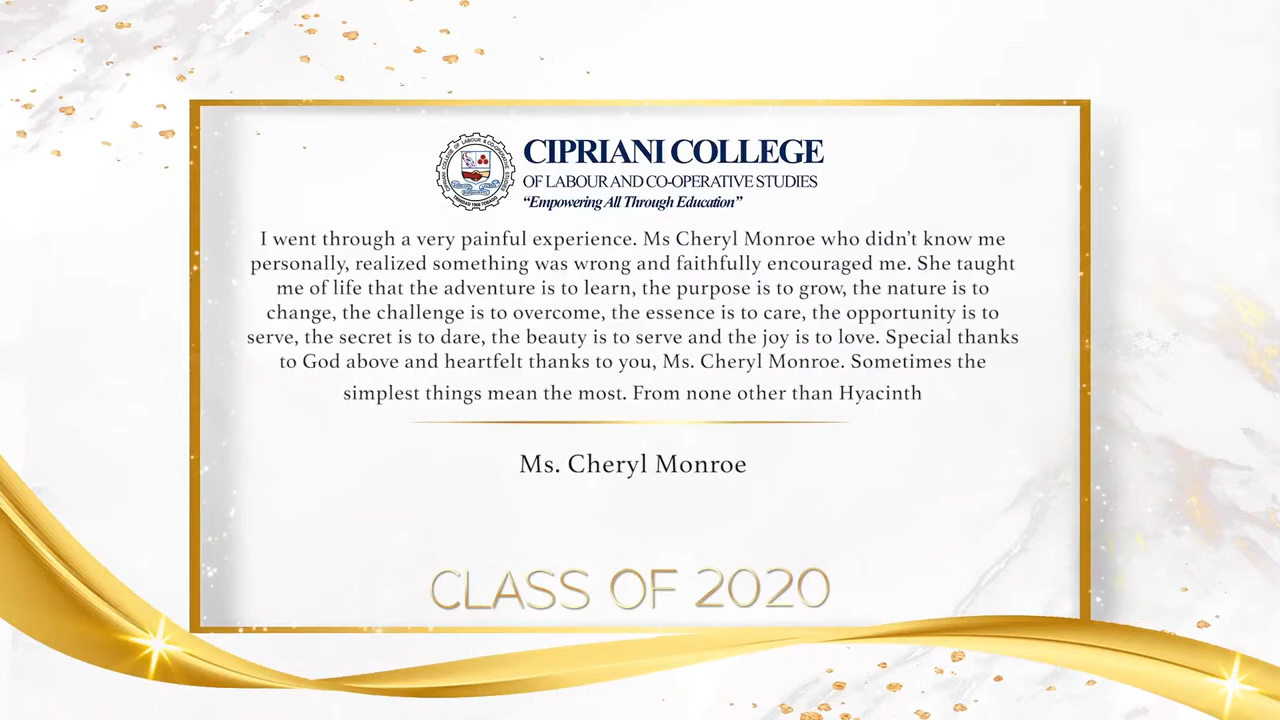 CIPRIANI COLLEGE
OF LABOUR AND CO-OPERATIVE STUDIES
“Empowering All Through Education”
I went through a very painful experience. Ms Cheryl Monroe who didn’t know me
personally, realized something was wrong and faithfully encouraged me. She taught
me of life that the adventure is to learn, the purpose is to grow, the nature is to
change, the challenge is to overcome, the essence is to care, the opportunity is to
serve, the secret is to dare, the beauty is to serve and the joy is to love. Special thanks
to God above and heartfelt thanks to you, Ms. Cheryl Monroe. Sometimes the
simplest things mean the most. From none other than Hyacinth
Ms. Cheryl Monroe
CLASS OF 2020